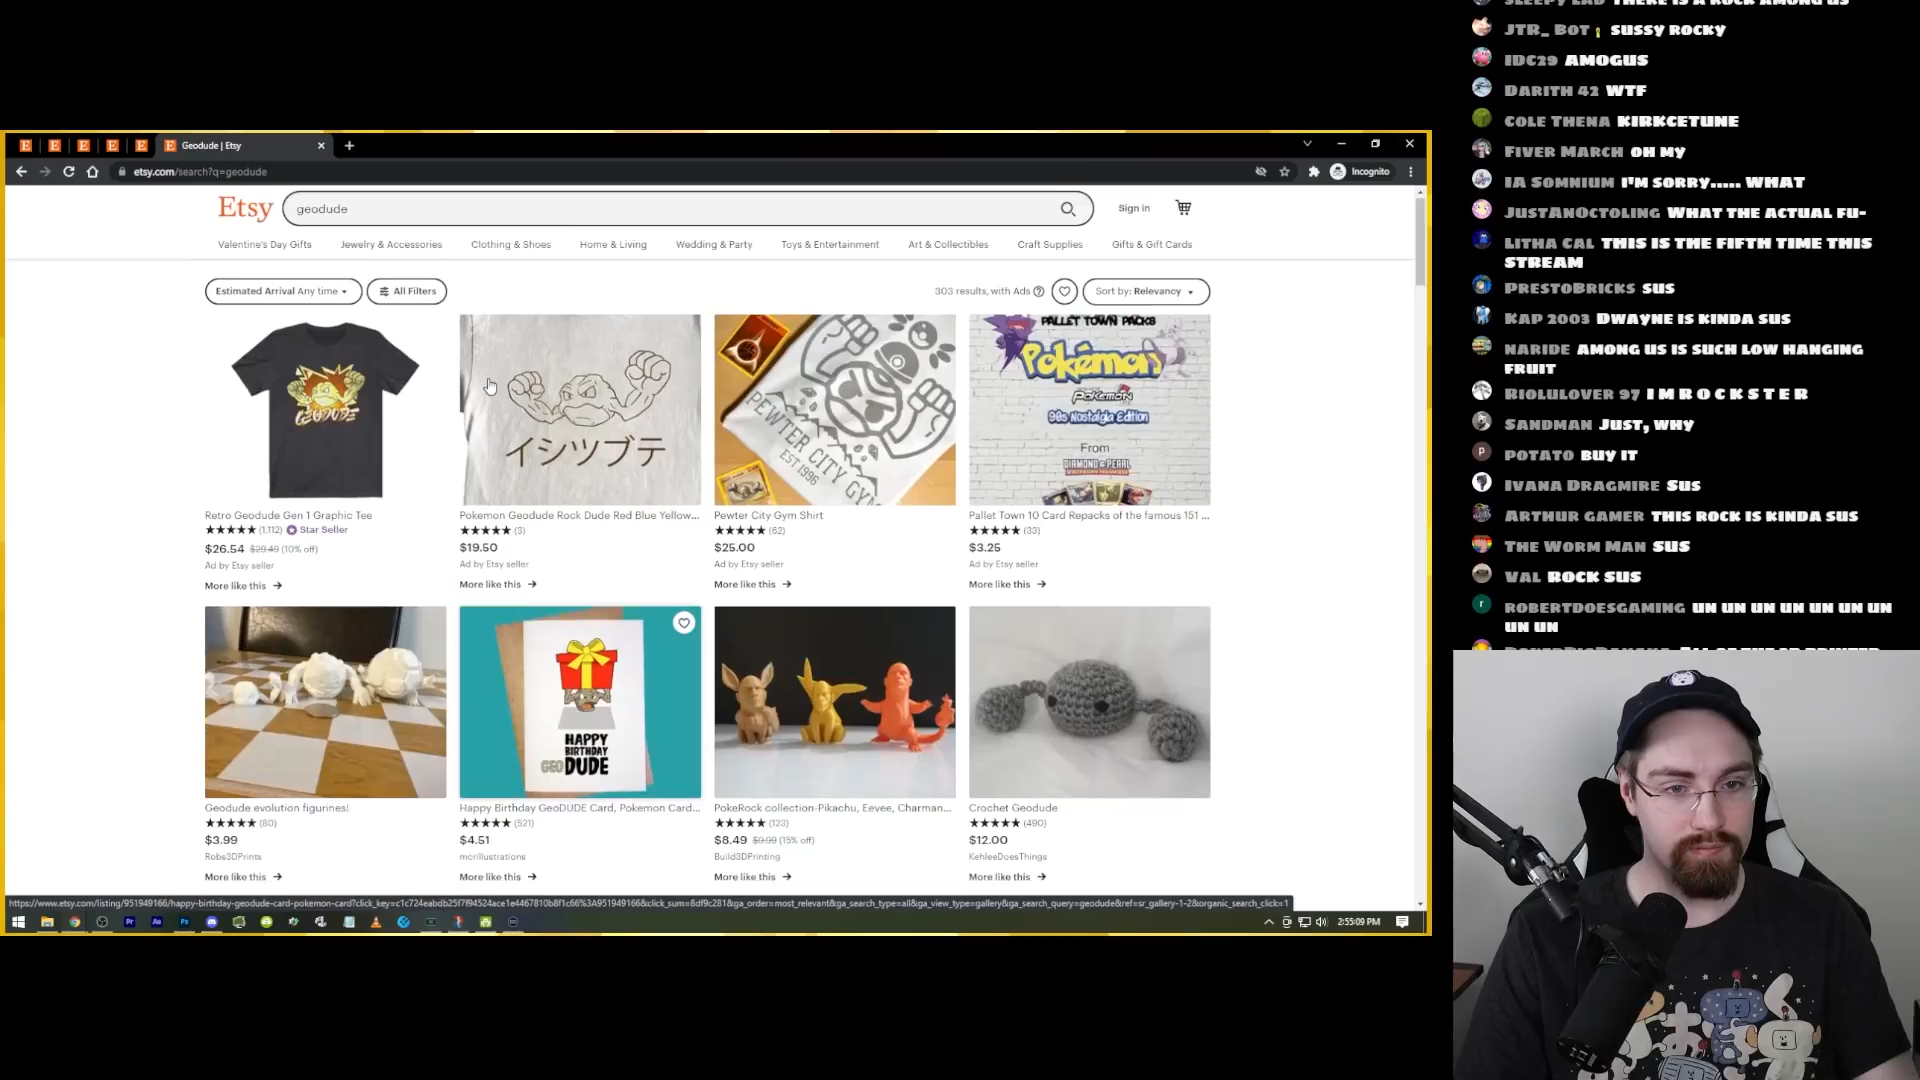 Geodude | Etsy
etsy.com/search?q=geodude
Incognito
Etsy
geodude
Sign in
Valentine's Day Gifts
Jewelry & Accessories
Clothing & Shoes
Home & Living
Wedding & Party
Toys & Entertainment
Art & Collectibles
Craft Supplies
Gifts & Gift Cards
Estimated Arrival Any time
All Filters
303 results, with Ads
Sort by: Relevancy
GEODUDE
イシツブテ
PEWTER CITY GYM
EST 1996
PALLET TOWN PACKS
Pokémon
POKéMON
90s Nostalgia Edition
From
DIAMOND & PEARL
Retro Geodude Gen 1 Graphic Tee
(1,112) Star Seller
$26.54 $29.49 (10% off)
Ad by Etsy seller
More like this
Pokemon Geodude Rock Dude Red Blue Yellow...
(3)
$19.50
Ad by Etsy seller
More like this
Pewter City Gym Shirt
(62)
$25.00
Ad by Etsy seller
More like this
Pallet Town 10 Card Repacks of the famous 151 ...
(33)
$3.25
Ad by Etsy seller
More like this
HAPPY
BIRTHDAY
GEODUDE
Geodude evolution figurines!
(80)
$3.99
Robs3DPrints
More like this
Happy Birthday GeoDUDE Card, Pokemon Card...
(521)
$4.51
mcrillustrations
More like this
PokeRock collection-Pikachu, Eevee, Charman...
(123)
$8.49 $9.99 (15% off)
Build3DPrinting
More like this
Crochet Geodude
(490)
$12.00
KehleeDoesThings
More like this
2:55:09 PM
SLEEPY LAD THERE IS A ROCK AMONG US
JTR_ BOT SUSSY ROCKY
IDC29 AMOGUS
DARITH 42 WTF
COLE THENA KIRKCETUNE
FIVER MARCH OH MY
IA SOMNIUM I'M SORRY..... WHAT
JUSTANOCTOLING WHAT THE ACTUAL FU-
LITHA CAL THIS IS THE FIFTH TIME THIS
STREAM
PRESTOBRICKS SUS
KAP 2003 DWAYNE IS KINDA SUS
NARIDE AMONG US IS SUCH LOW HANGING
FRUIT
RIOLULOVER 97 I M R O C K S T E R
SANDMAN JUST, WHY
POTATO BUY IT
IVANA DRAGMIRE SUS
ARTHUR GAMER THIS ROCK IS KINDA SUS
THE WORM MAN SUS
VAL ROCK SUS
ROBERTDOESGAMING UN UN UN UN UN UN UN
UN UN